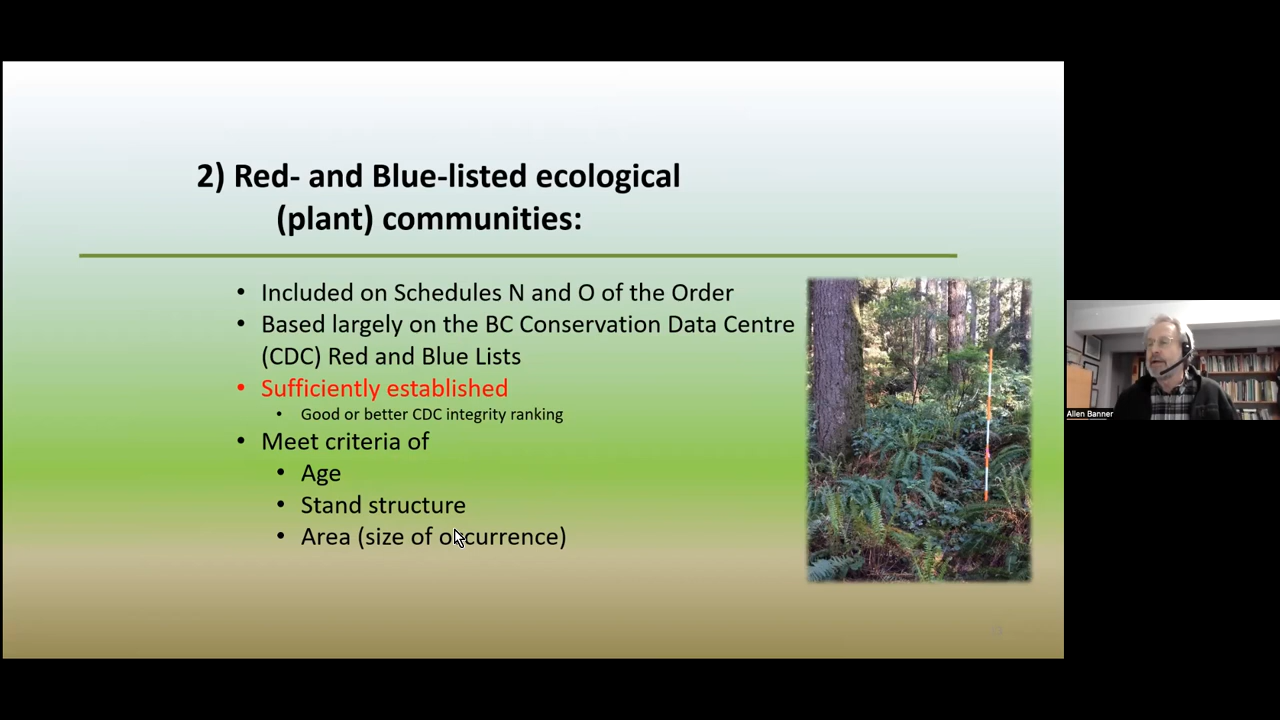 2) Red- and Blue-listed ecological
(plant) communities:
• Included on Schedules N and O of the Order
• Based largely on the BC Conservation Data Centre
(CDC) Red and Blue Lists
• Sufficiently established
• Good or better CDC integrity ranking
• Meet criteria of
• Age
• Stand structure
• Area (size of occurrence)
Allen Banner